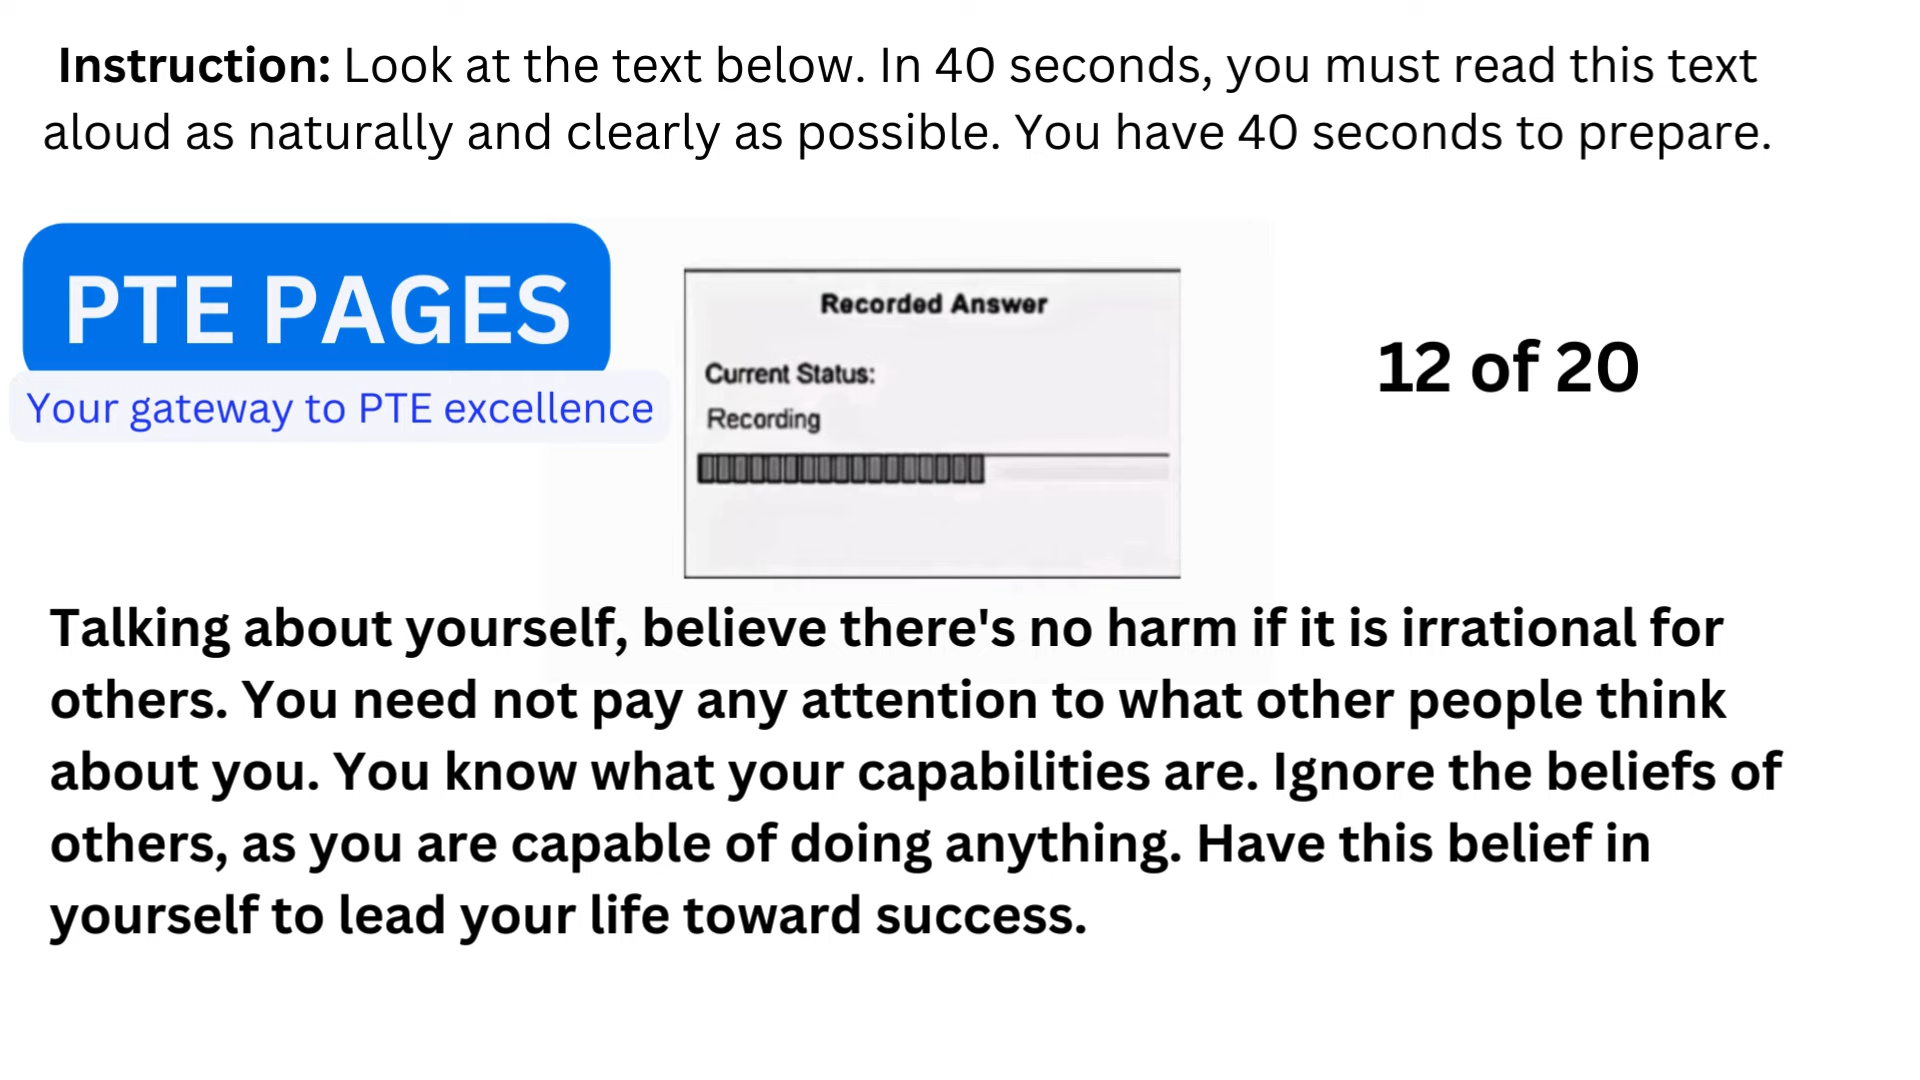 Instruction: Look at the text below. In 40 seconds, you must read this text
aloud as naturally and clearly as possible. You have 40 seconds to prepare.
PTE PAGES
Your gateway to PTE excellence
Recorded Answer
Current Status:
Recording
12 of 20
Talking about yourself, believe there's no harm if it is irrational for
others. You need not pay any attention to what other people think
about you. You know what your capabilities are. Ignore the beliefs of
others, as you are capable of doing anything. Have this belief in
yourself to lead your life toward success.